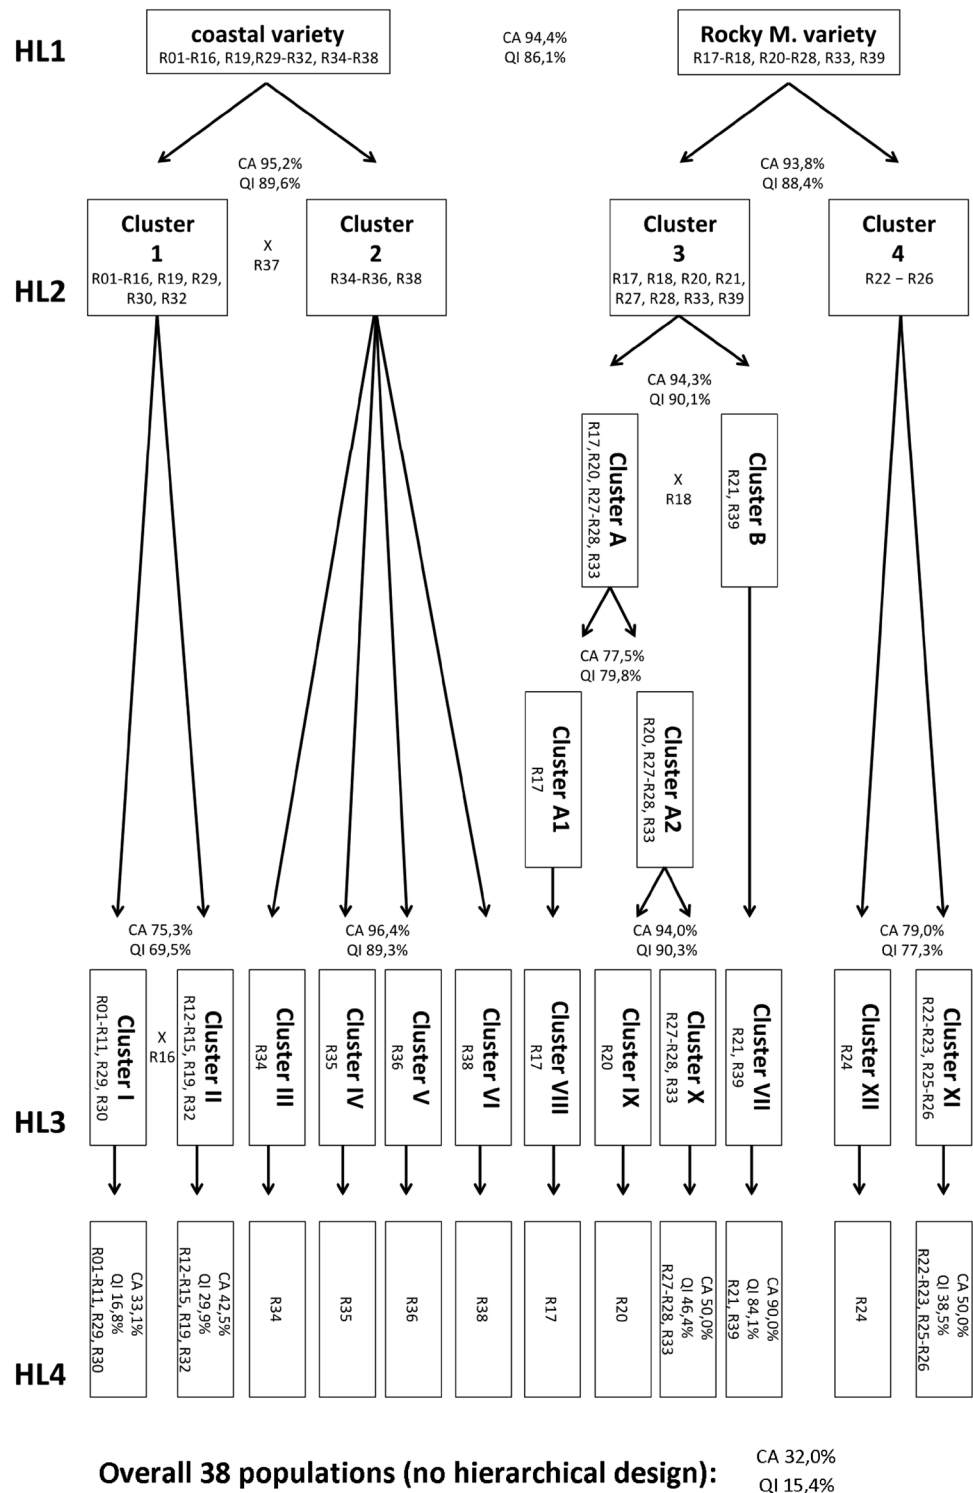 HL1
coastal variety
R01-R16, R19,R29-R32, R34-R38
CA 94,4%
QI 86,1%
Rocky M. variety
R17-R18, R20-R28, R33, R39
CA 95,2%
QI 89,6%
CA 93,8%
QI 88,4%
HL2
Cluster
1
R01-R16, R19, R29,
R30, R32
X
R37
Cluster
2
R34-R36, R38
Cluster
3
R17, R18, R20, R21,
R27, R28, R33, R39
Cluster
4
R22 – R26
CA 94,3%
QI 90,1%
Cluster A
R17,R20, R27-R28, R33
X
R18
Cluster B
R21, R39
CA 77,5%
QI 79,8%
Cluster A1
R17
Cluster A2
R20, R27-R28, R33
CA 75,3%
QI 69,5%
CA 96,4%
QI 89,3%
CA 94,0%
QI 90,3%
CA 79,0%
QI 77,3%
HL3
Cluster I
R01-R11, R29, R30
X
R16
Cluster II
R12-R15, R19, R32
Cluster III
R34
Cluster IV
R35
Cluster V
R36
Cluster VI
R38
Cluster VIII
R17
Cluster IX
R20
Cluster X
R27-R28, R33
Cluster VII
R21, R39
Cluster XII
R24
Cluster XI
R22-R23, R25-R26
HL4
CA 33,1%
QI 16,8%
R01-R11, R29, R30
CA 42,5%
QI 29,9%
R12-R15, R19, R32
R34
R35
R36
R38
R17
R20
CA 50,0%
QI 46,4%
R27-R28, R33
CA 90,0%
QI 84,1%
R21, R39
R24
CA 50,0%
QI 38,5%
R22-R23, R25-R26
Overall 38 populations (no hierarchical design):
CA 32,0%
QI 15,4%